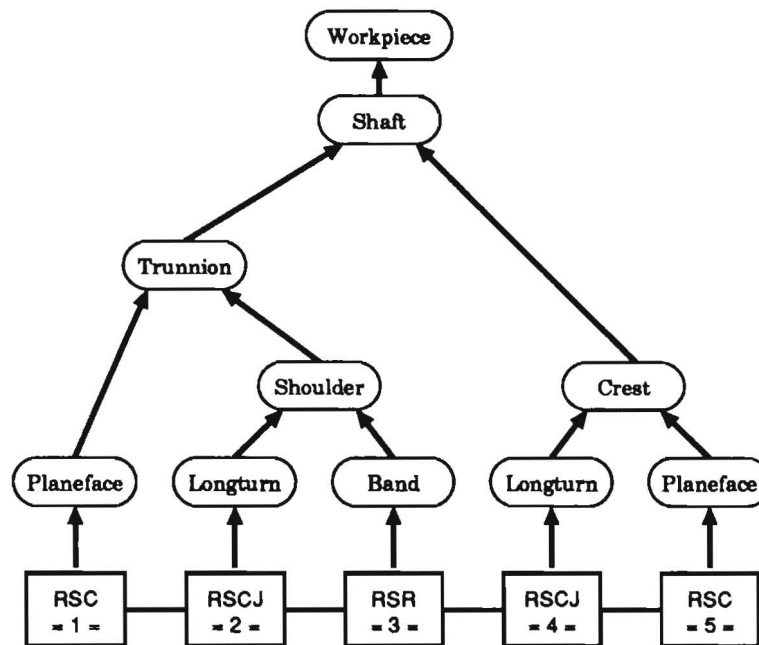 Workpiece
Shaft
Trunnion
Shoulder
Crest
Planeface
Longturn
Band
Longturn
Planeface
RSC
= 1 =
RSCJ
= 2 =
RSR
= 3 =
RSCJ
= 4 =
RSC
= 5 =